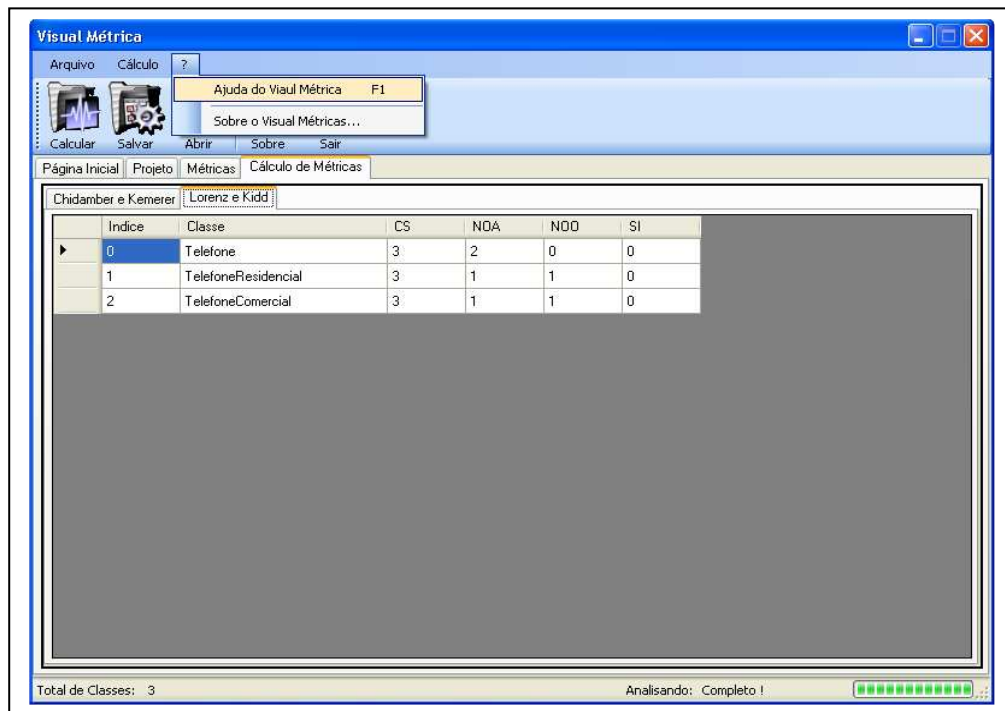 Visual Métrica
Arquivo Cálculo ?
Ajuda do Viaul Métrica F1
Sobre o Visual Métricas...
Calcular Salvar Abrir Sobre Sair
Página Inicial Projeto Métricas Cálculo de Métricas
Chidamber e Kemerer Lorenz e Kidd
Indice Classe CS NOA NOO SI
0 Telefone 3 2 0 0
1 TelefoneResidencial 3 1 1 0
2 TelefoneComercial 3 1 1 0
Total de Classes: 3 Analisando: Completo !